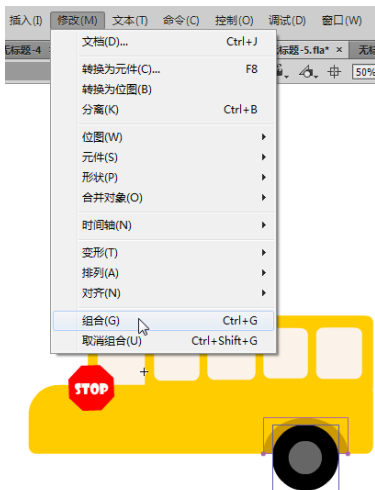 插入(I) 修改(M) 文本(T) 命令(C) 控制(O) 调试(D) 窗口(W)
无标题-4 标题-5.fla* × 无标
文档(D)... Ctrl+J
转换为元件(C)... F8
50%
转换为位图(B)
分离(K) Ctrl+B
位图(W)
元件(S)
形状(P)
合并对象(O)
时间轴(N)
变形(T)
排列(A)
对齐(N)
组合(G) Ctrl+G
取消组合(U) Ctrl+Shift+G
STOP